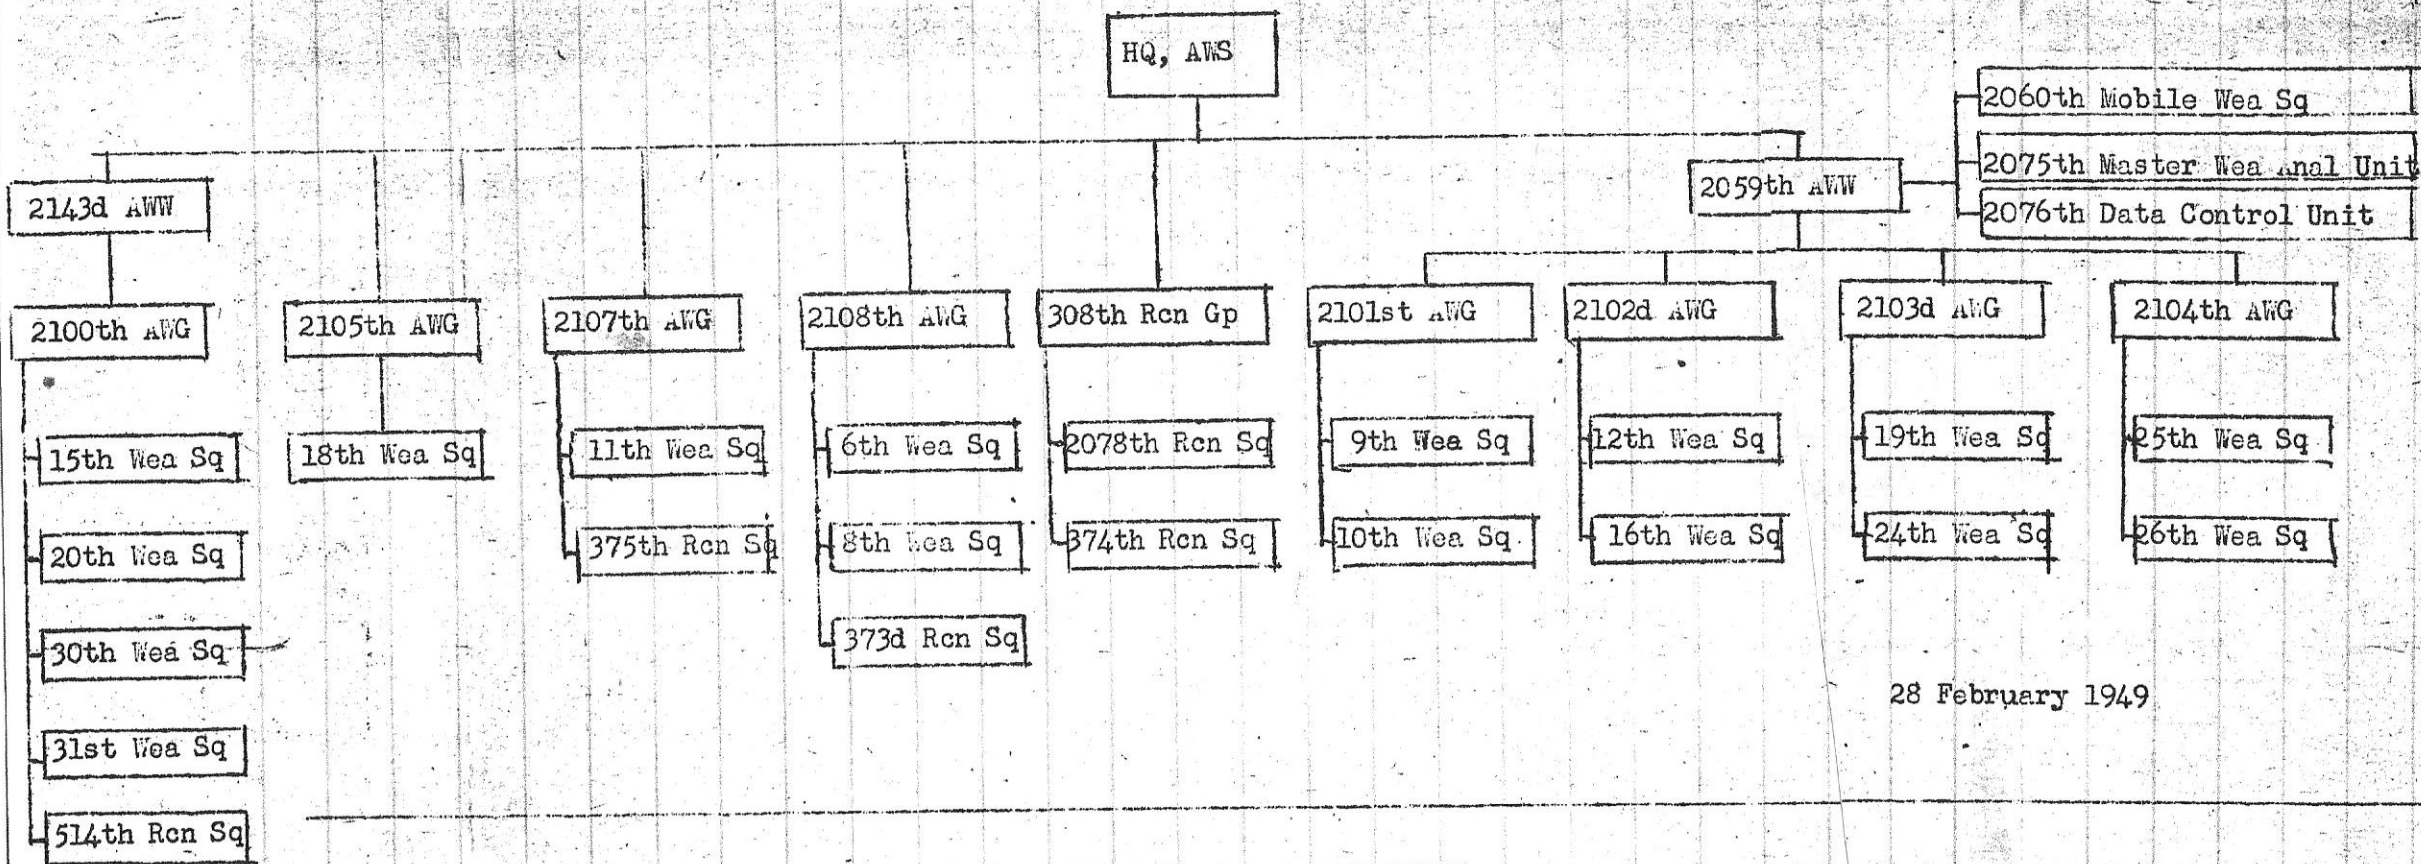 HQ, AWS
2060th Mobile Wea Sq
2075th Master Wea Anal Unit
2076th Data Control Unit
2143d AWW
2059th AWW
2100th AWG
2105th AWG
2107th AWG
2108th AWG
308th Rcn Gp
2101st AWG
2102d AWG
2103d AWG
2104th AWG
15th Wea Sq
18th Wea Sq
11th Wea Sq
6th Wea Sq
2078th Rcn Sq
9th Wea Sq
12th Wea Sq
19th Wea Sq
25th Wea Sq
20th Wea Sq
375th Rcn Sq
8th Wea Sq
374th Rcn Sq
10th Wea Sq
16th Wea Sq
24th Wea Sq
26th Wea Sq
30th Wea Sq
373d Rcn Sq
28 February 1949
31st Wea Sq
514th Rcn Sq